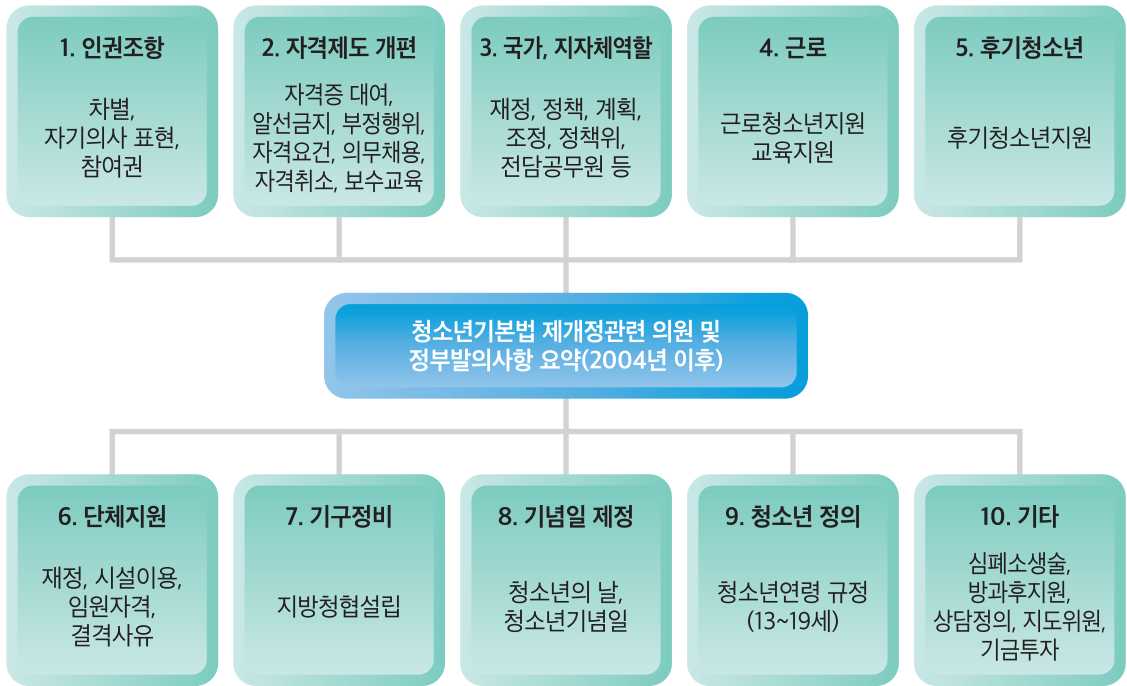 1. 인권조항
차별,
자기의사 표현,
참여권
2. 자격제도 개편
자격증 대여,
알선금지, 부정행위,
자격요건, 의무채용,
자격취소, 보수교육
3. 국가, 지자체역할
재정, 정책, 계획,
조정, 정책위,
전담공무원 등
4. 근로
근로청소년지원
교육지원
5. 후기청소년
후기청소년지원
청소년기본법 제개정관련 의원 및
정부발의사항 요약(2004년 이후)
6. 단체지원
재정, 시설이용,
임원자격,
결격사유
7. 기구정비
지방청협설립
8. 기념일 제정
청소년의 날,
청소년기념일
9. 청소년 정의
청소년연령 규정
(13~19세)
10. 기타
심폐소생술,
방과후지원,
상담정의, 지도위원,
기금투자